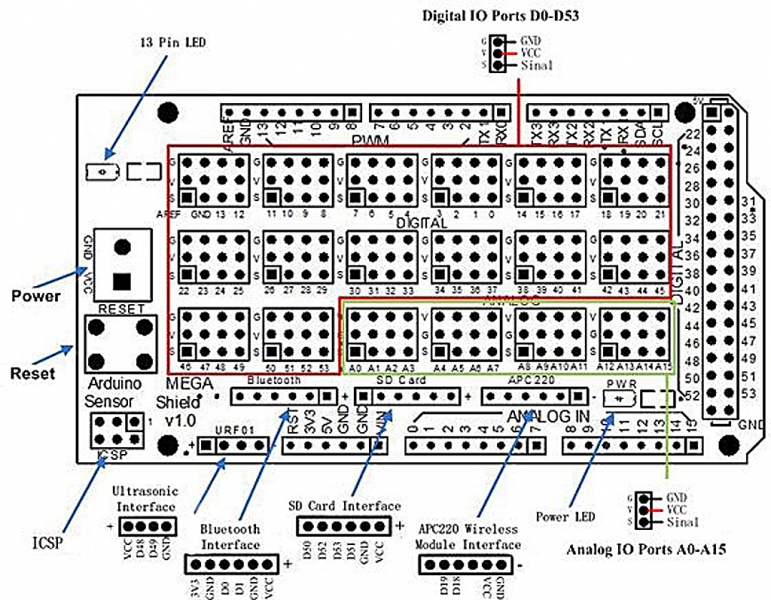 Digital IO Ports D0-D53
G GND
V VCC
S Sinal
13 Pin LED
AREF GND 13 12 11 10 9 8
7 6 5 4 3 2 TX1 RX0
TX3 RX3 TX2 RX2 TX1 RX1 SDA SCL
5V
PWM
G V S
AREF GND 13 12
G V S
11 10 9 8
G V S
7 6 5 4
G V S
3 2 1 0
G V S
14 15 16 17
G V S
18 19 20 21
DIGITAL
G V S
22 23 24 25
G V S
26 27 28 29
G V S
30 31 32 33
G V S
34 35 36 37
G V S
38 39 40 41
G V S
42 43 44 45
ANALOG
G V S
46 47 48 49
G V S
50 51 52 53
G V S
A0 A1 A2 A3
G V S
A4 A5 A6 A7
G V S
A8 A9 A10 A11
G V S
A12 A13 A14 A15
DIGITAL
22
24
26
28
30
32
34
36
38
40
42
44
46
48
50
52
31
33
35
37
39
41
43
45
47
49
51
53
GND
GND
VCC
Power
RESET
Reset
Arduino
Sensor
MEGA
Shield
v1.0
1
ICSP
Bluetooth
SD Card
APC220
PWR
+ + - 
RST 3V3 5V GND GND VIN
ANALOG IN
0 1 2 3 4 5 6 7
8 9 10 11 12 13 14 15
+ URF01 -
ICSP
Ultrasonic
Interface
+
VCC D48 D49 GND
Bluetooth
Interface
+
3V3 GND D0 D1 GND VCC
SD Card Interface
+
D50 D52 D53 D51 GND VCC
APC220 Wireless
Module Interface
-
D19 D18 VCC GND
Power LED
G GND
V VCC
S Sinal
Analog IO Ports A0-A15